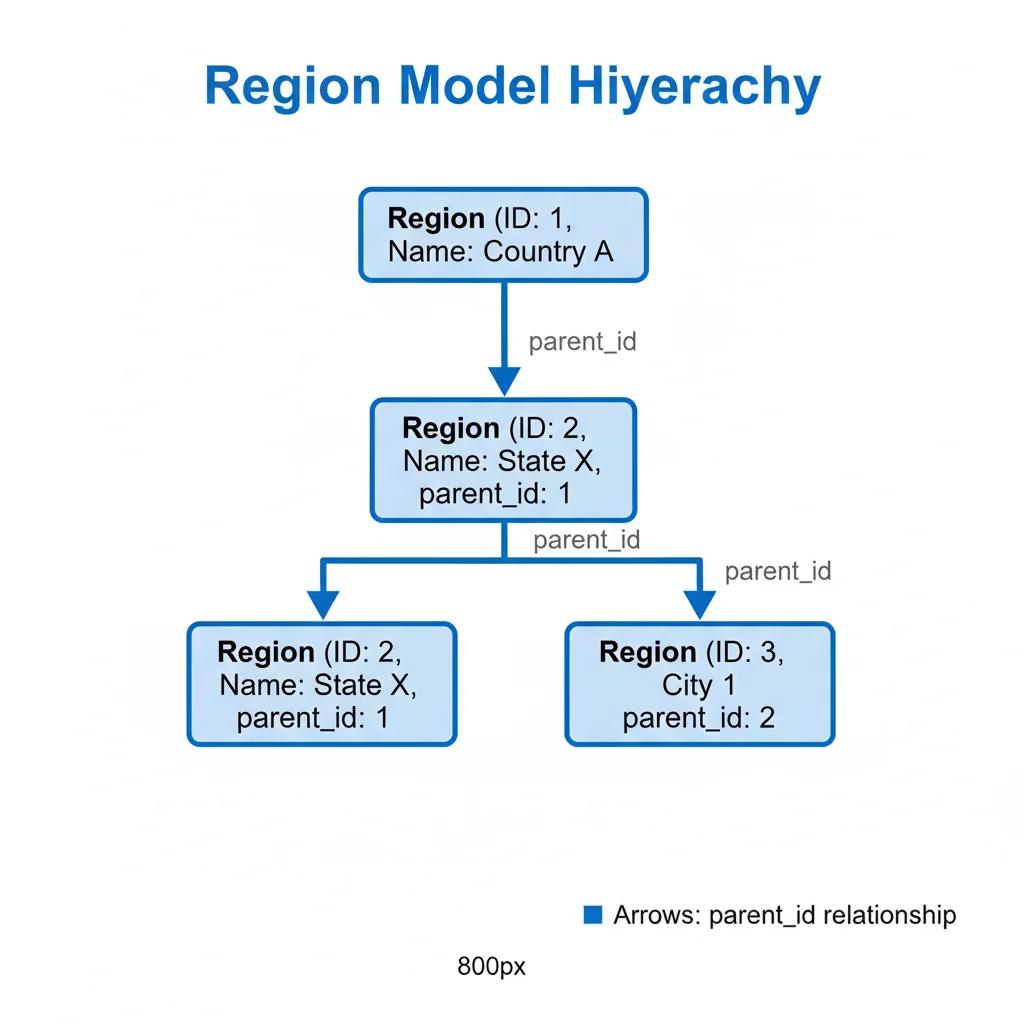 Region Model Hiyerachy
Region (ID: 1,
Name: Country A
parent_id
Region (ID: 2,
Name: State X,
parent_id: 1
parent_id
parent_id
Region (ID: 2,
Name: State X,
parent_id: 1
Region (ID: 3,
City 1
parent_id: 2
Arrows: parent_id relationship
800px